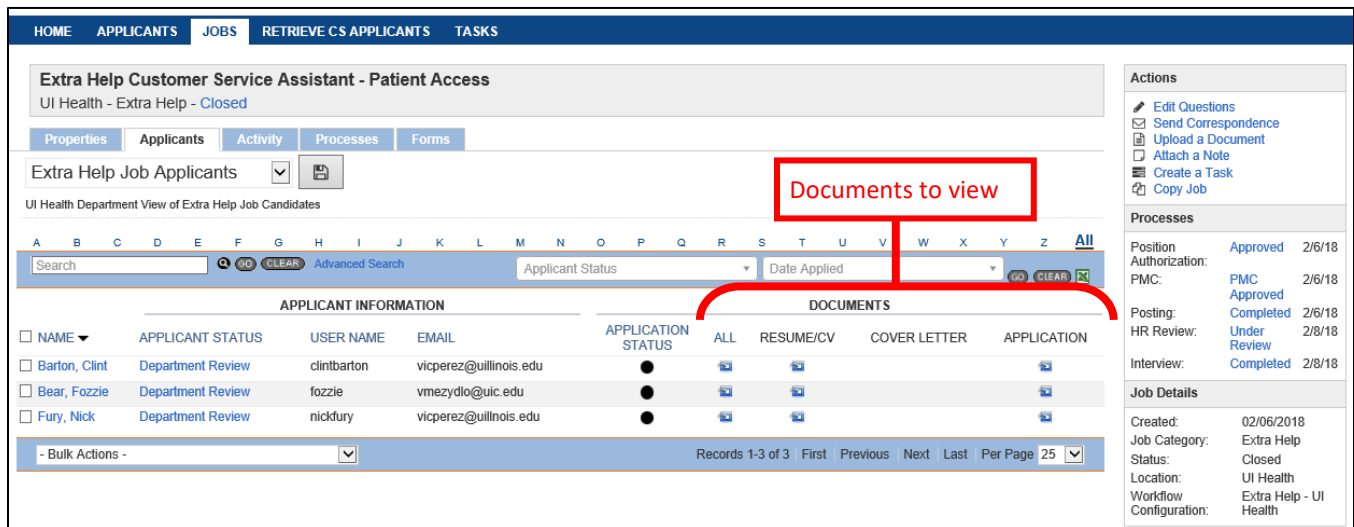 HOME APPLICANTS JOBS RETRIEVE CS APPLICANTS TASKS
Extra Help Customer Service Assistant - Patient Access
UI Health - Extra Help - Closed
Properties Applicants Activity Processes Forms
Extra Help Job Applicants
UI Health Department View of Extra Help Job Candidates
Documents to view
A B C D E F G H I J K L M N O P Q R S T U V W X Y Z All
Search GO CLEAR Advanced Search Applicant Status Date Applied GO CLEAR
APPLICANT INFORMATION DOCUMENTS
NAME APPLICANT STATUS USER NAME EMAIL APPLICATION STATUS ALL RESUME/CV COVER LETTER APPLICATION
Barton, Clint Department Review clintbarton vicperez@uillinois.edu
Bear, Fozzie Department Review fozzie vmezydlo@uic.edu
Fury, Nick Department Review nickfury vicperez@uillnois.edu
- Bulk Actions - Records 1-3 of 3 First Previous Next Last Per Page 25
Actions
Edit Questions
Send Correspondence
Upload a Document
Attach a Note
Create a Task
Copy Job
Processes
Position Authorization: Approved 2/6/18
PMC: PMC Approved 2/6/18
Posting: Completed 2/6/18
HR Review: Under Review 2/8/18
Interview: Completed 2/8/18
Job Details
Created: 02/06/2018
Job Category: Extra Help
Status: Closed
Location: UI Health
Workflow Configuration: Extra Help - UI Health